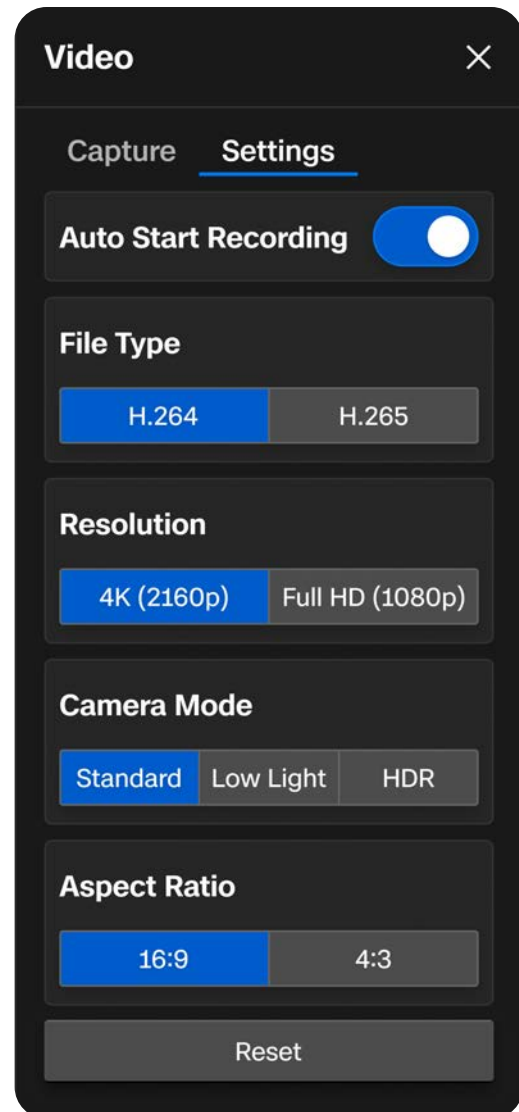 Video
Capture Settings
Auto Start Recording
File Type
H.264 H.265
Resolution
4K (2160p) Full HD (1080p)
Camera Mode
Standard Low Light HDR
Aspect Ratio
16:9 4:3
Reset